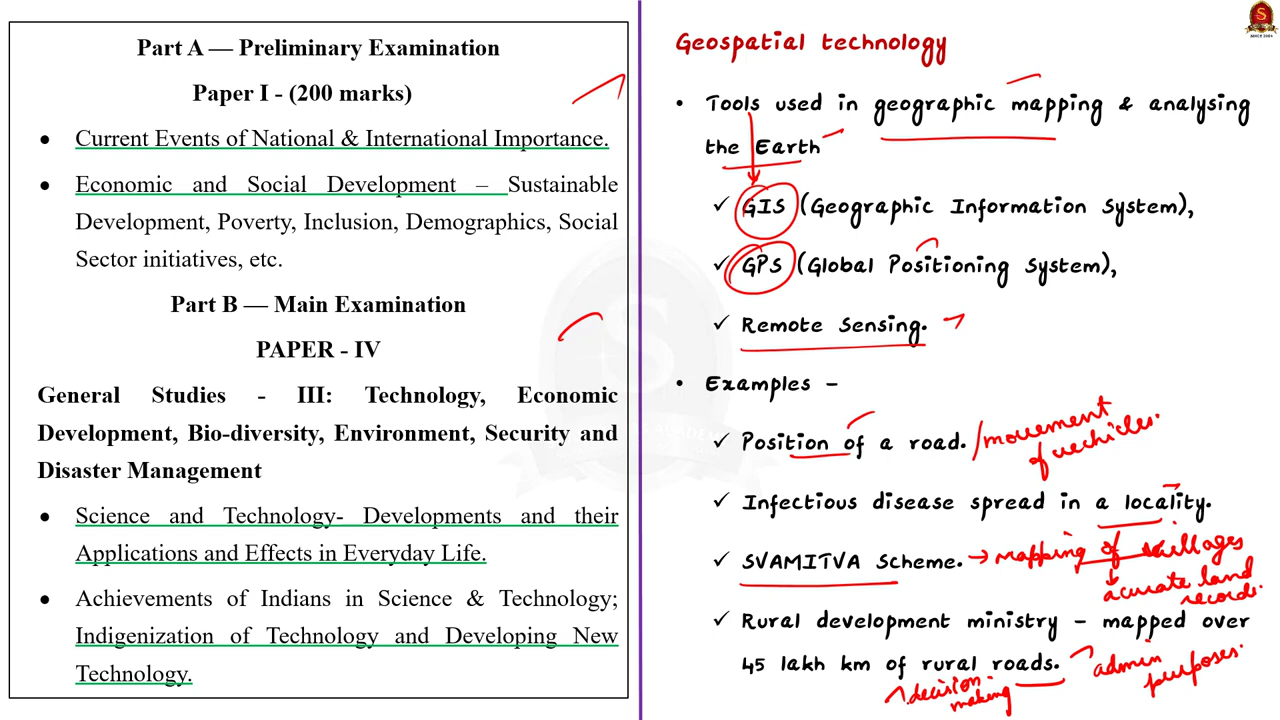 Part A — Preliminary Examination
Paper I - (200 marks)
• Current Events of National & International Importance.
• Economic and Social Development – Sustainable
Development, Poverty, Inclusion, Demographics, Social
Sector initiatives, etc.
Part B — Main Examination
PAPER - IV
General Studies - III: Technology, Economic
Development, Bio-diversity, Environment, Security and
Disaster Management
• Science and Technology- Developments and their
Applications and Effects in Everyday Life.
• Achievements of Indians in Science & Technology;
Indigenization of Technology and Developing New
Technology.
Geospatial technology
• Tools used in geographic mapping & analysing
the Earth
✓ GIS (Geographic Information System),
✓ GPS (Global Positioning System),
✓ Remote Sensing.
• Examples –
✓ Position of a road. /movement
of vechicles.
✓ Infectious disease spread in a locality.
✓ SVAMITVA Scheme. → mapping of villages
acurate land
records.
✓ Rural development ministry – mapped over
45 lakh km of rural roads.
admin
purposes.
decision
making
S
SINCE 2004